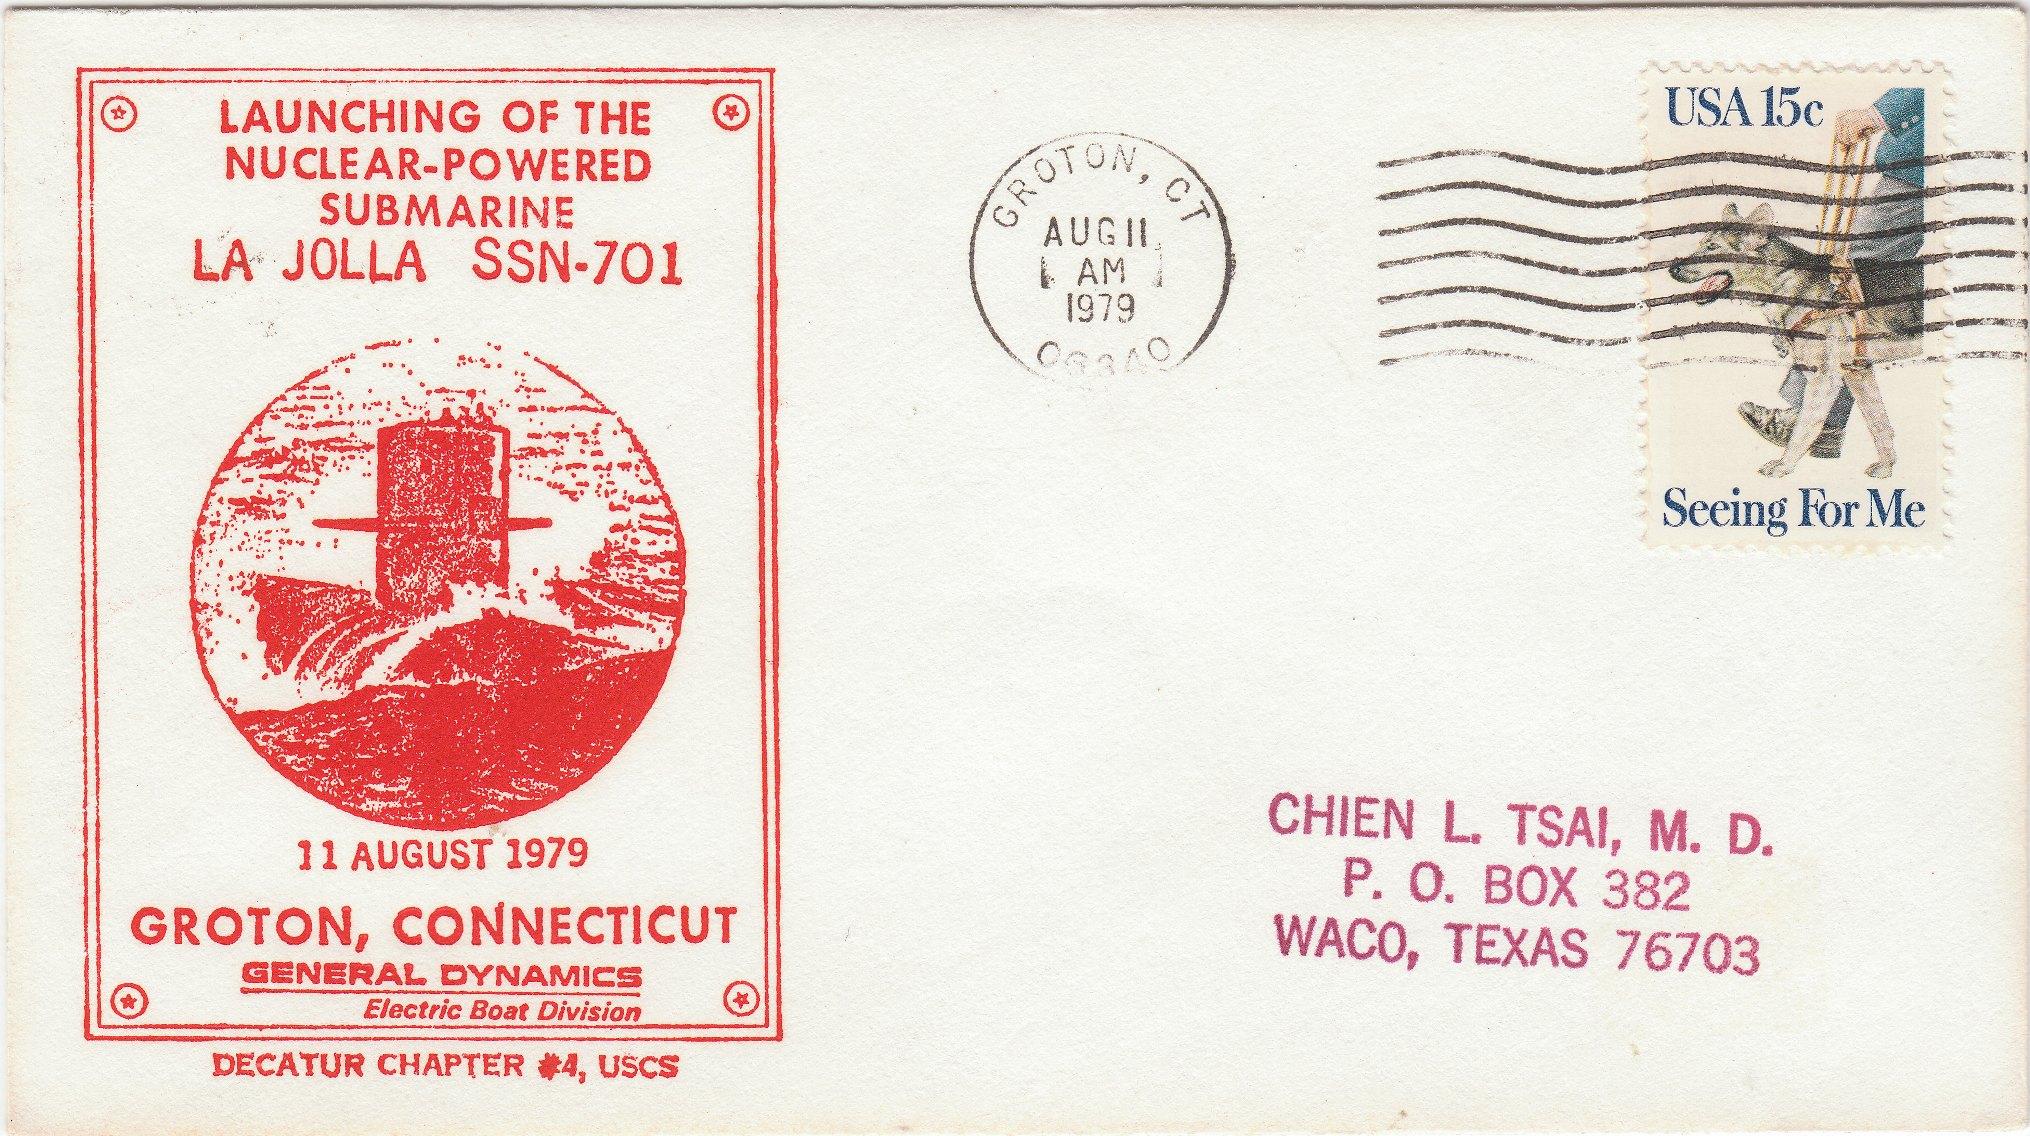 LAUNCHING OF THE
NUCLEAR-POWERED
SUBMARINE
LA JOLLA SSN-701
11 AUGUST 1979
GROTON, CONNECTICUT
GENERAL DYNAMICS
Electric Boat Division
DECATUR CHAPTER #4, USCS
GROTON, CT
AUG 11
AM
1979
USA 15c
Seeing For Me
CHIEN L. TSAI, M. D.
P. O. BOX 382
WACO, TEXAS 76703